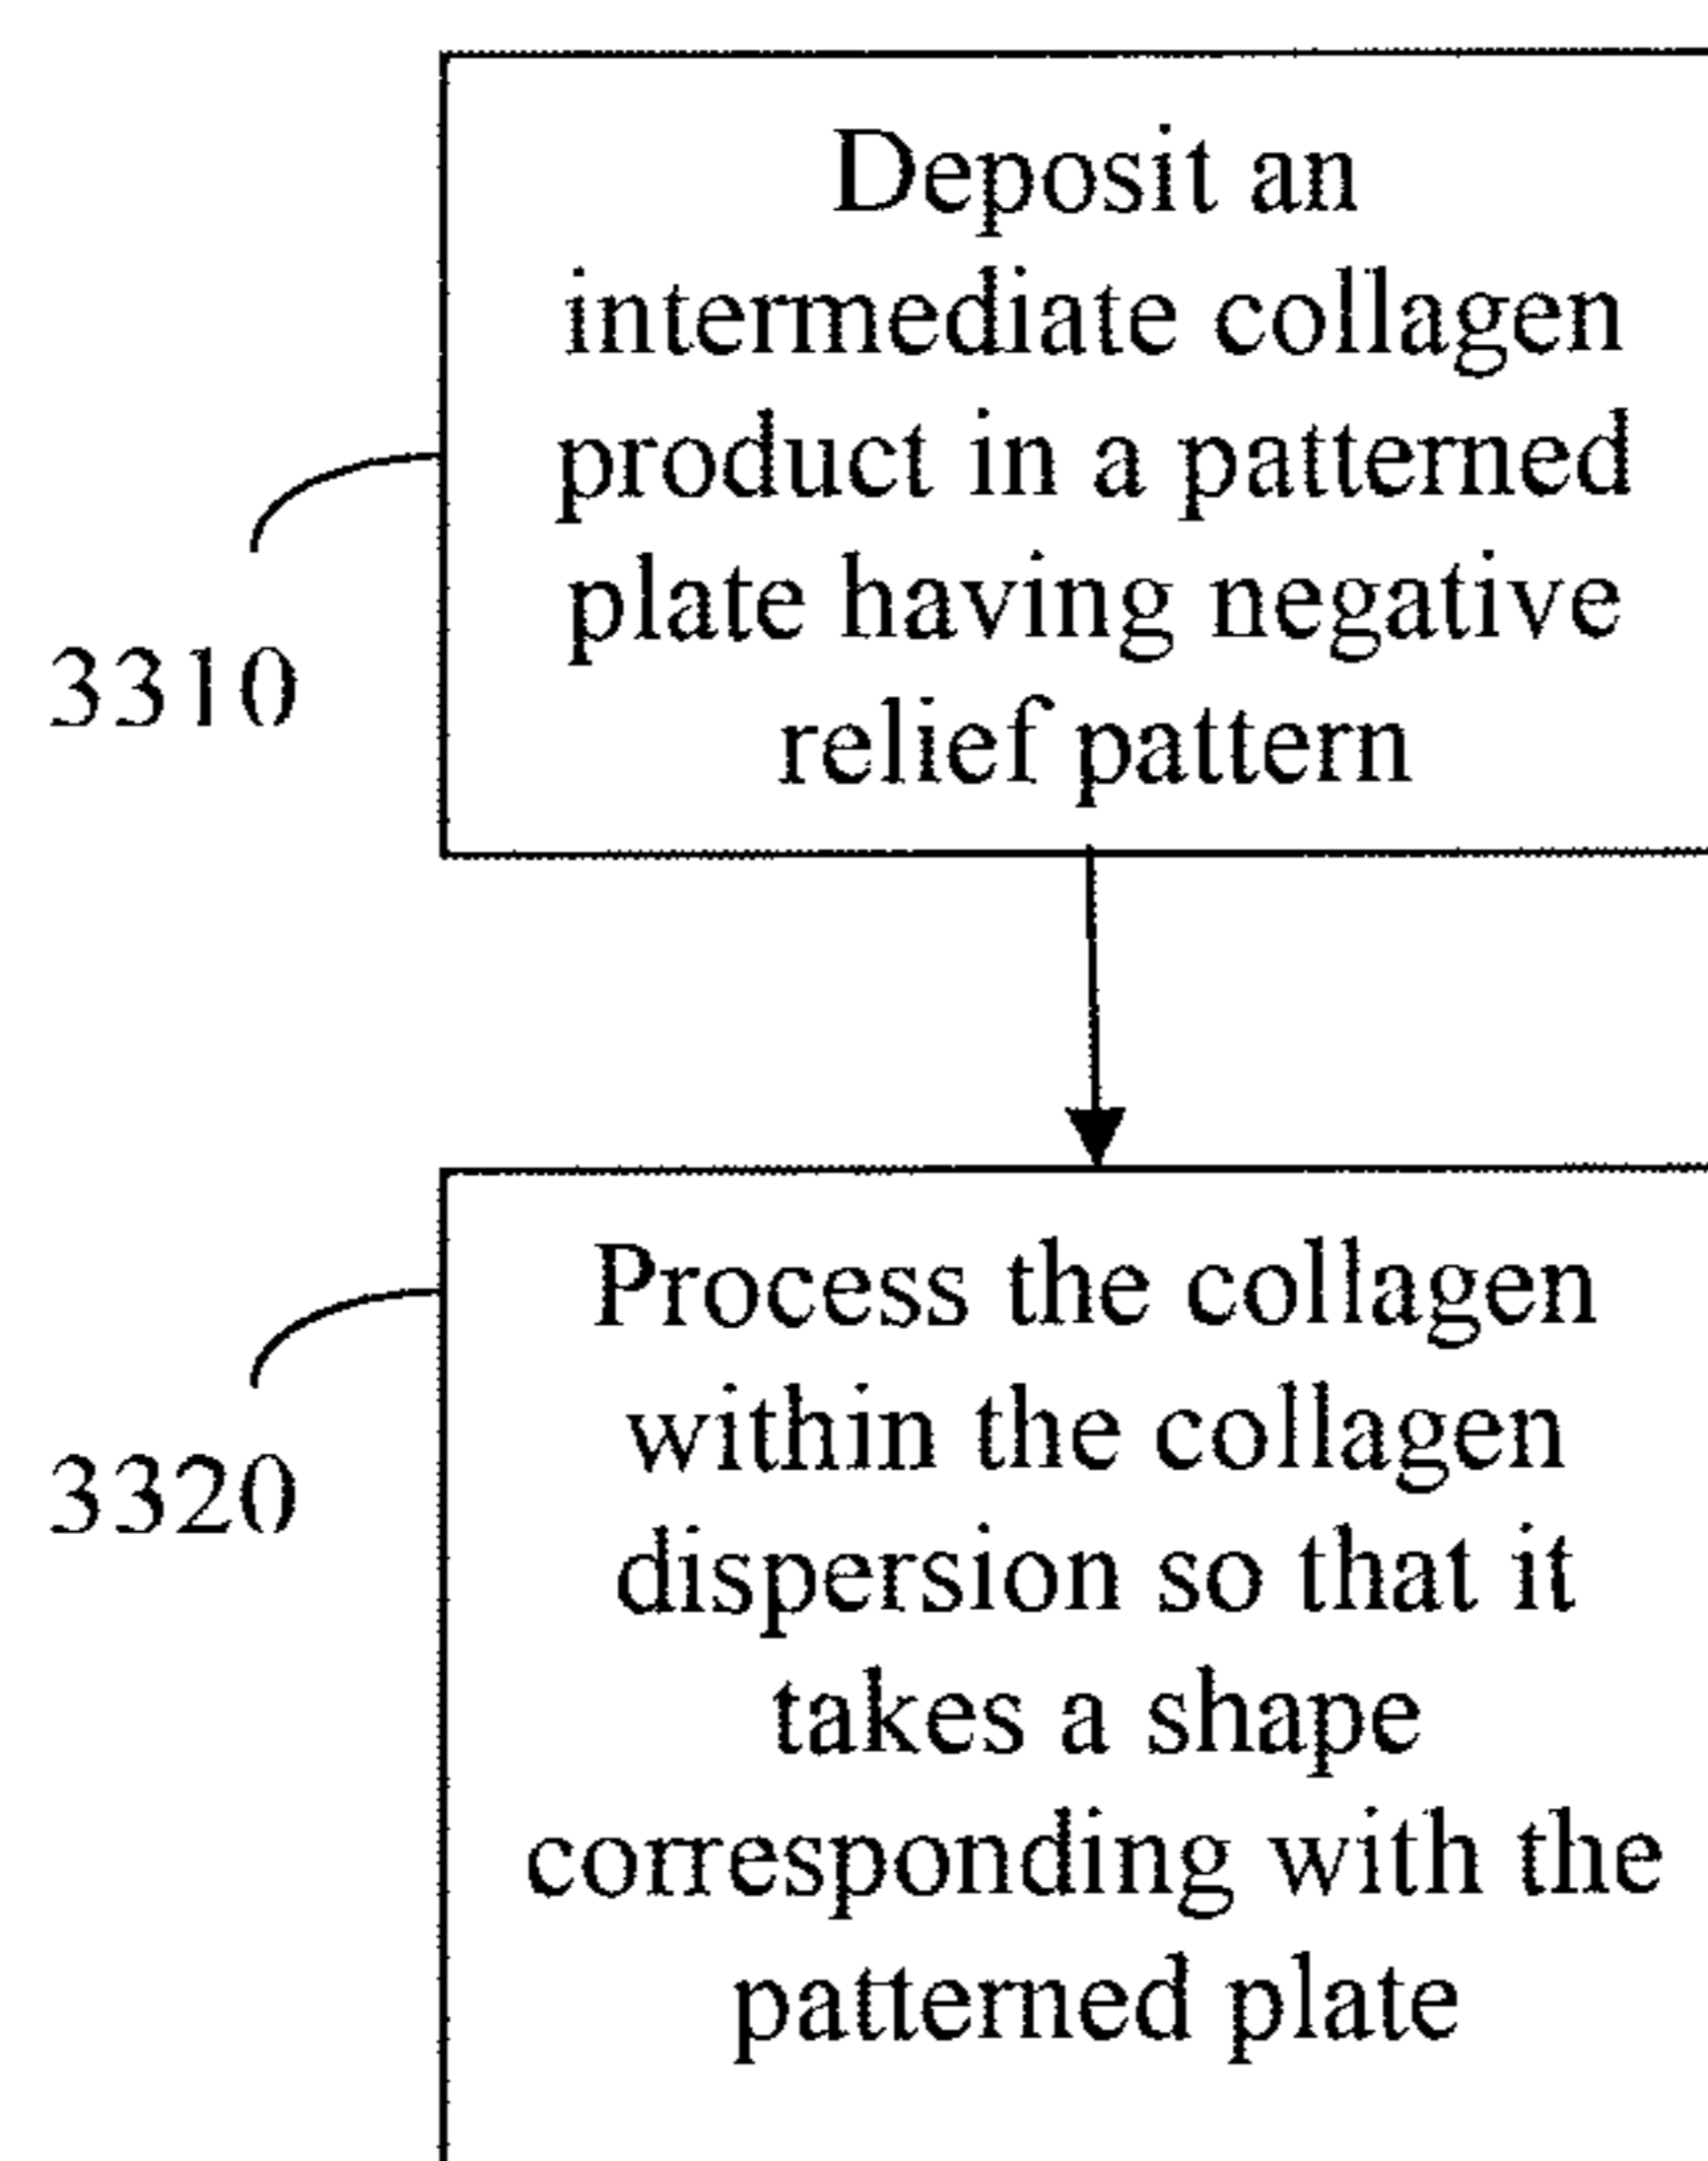 Deposit an
intermediate collagen
product in a patterned
plate having negative
relief pattern
3310
Process the collagen
within the collagen
dispersion so that it
takes a shape
corresponding with the
patterned plate
3320